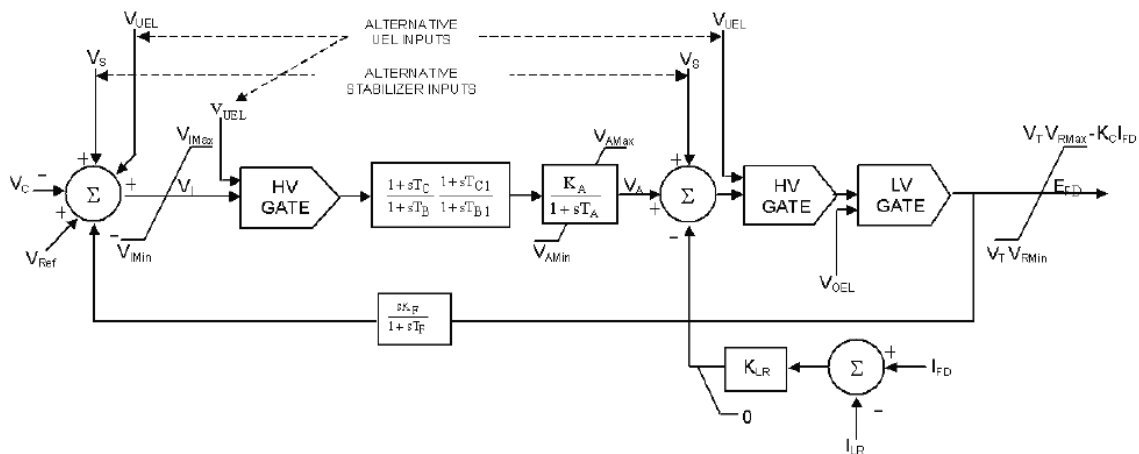 V_UEL
ALTERNATIVE
UEL INPUTS
V_UEL
V_S
ALTERNATIVE
STABILIZER INPUTS
V_S
V_UEL
V_IMax
V_AMax
V_T V_RMax-K_C I_FD
+
+
+
V_C
-
Σ
+
V_I
HV
GATE
1+sT_C 1+sT_C1
1+sT_B 1+sT_B1
K_A
1+sT_A
V_A
+
+
Σ
HV
GATE
LV
GATE
E_FD
V_Ref
-
V_IMin
V_AMin
-
V_OEL
V_T V_RMin
sK_F
1+sT_F
K_LR
Σ
+
I_FD
0
-
I_LR